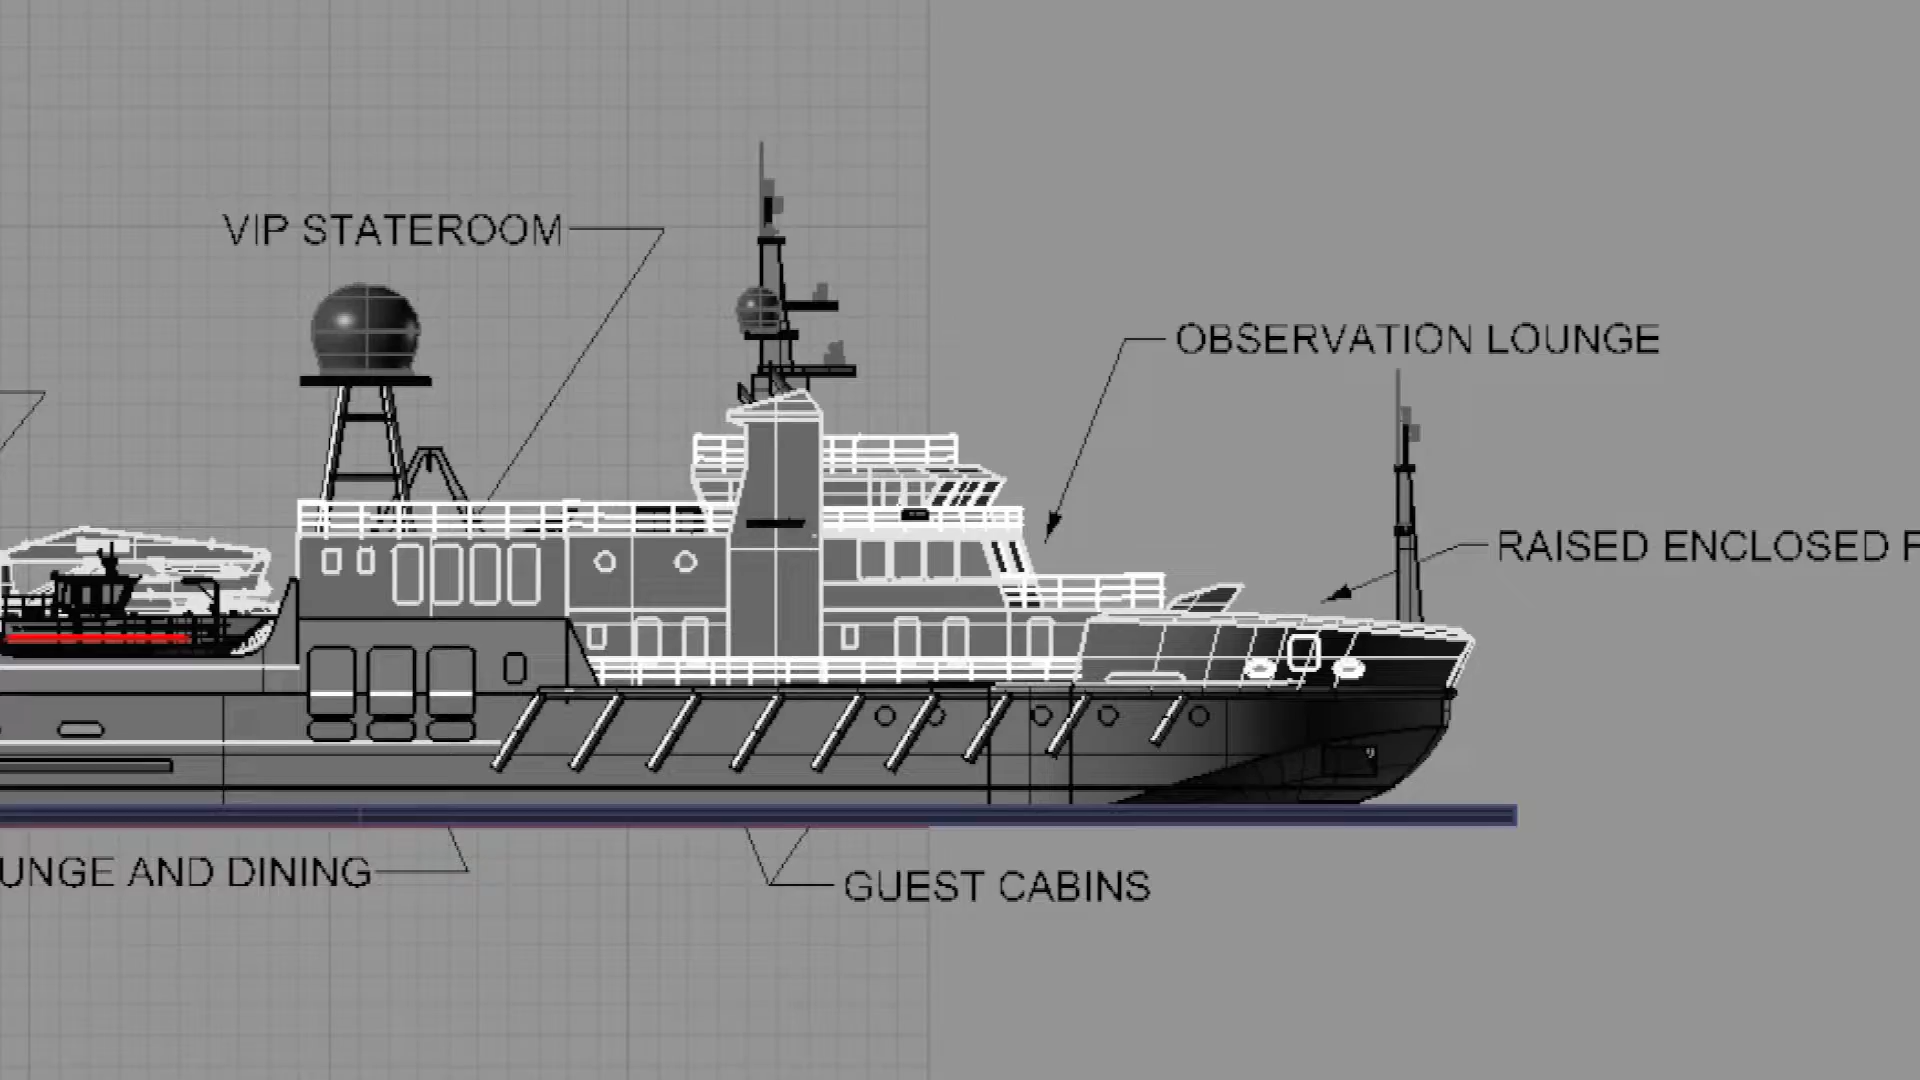 VIP STATEROOM
OBSERVATION LOUNGE
RAISED ENCLOSED
UNGE AND DINING
GUEST CABINS